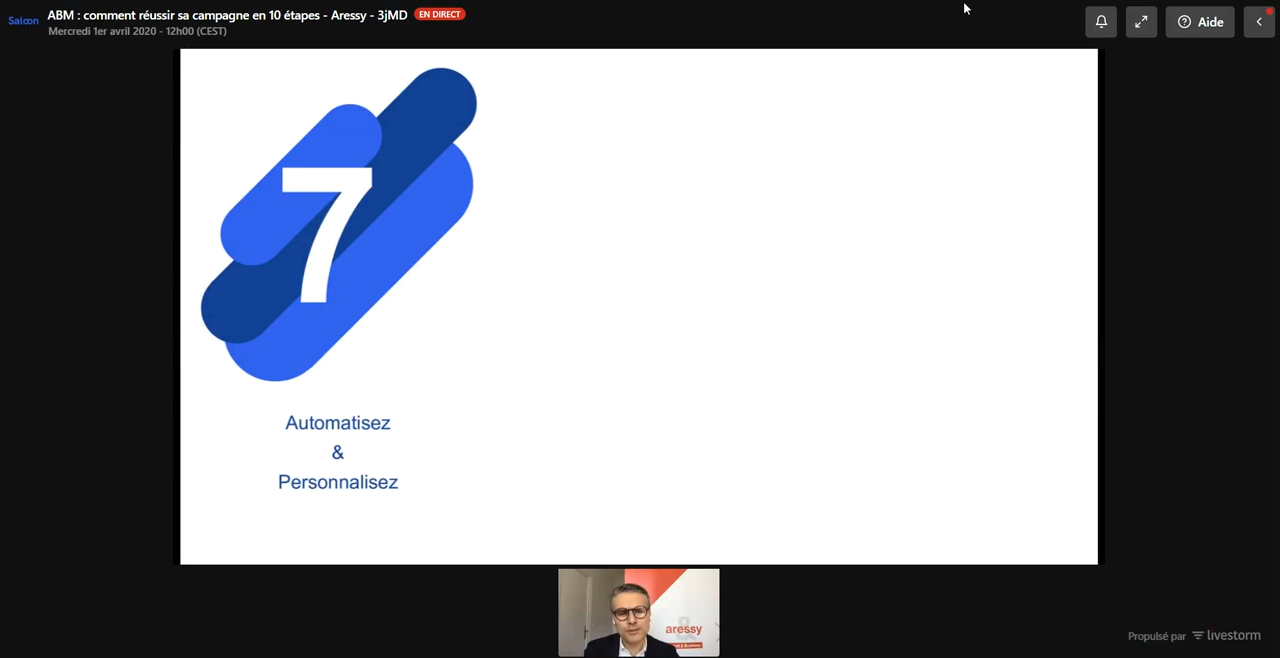 Saloon
ABM : comment réussir sa campagne en 10 étapes - Aressy - 3jMD EN DIRECT
Mercredi 1er avril 2020 - 12h00 (CEST)
Aide
7
Automatisez
&
Personnalisez
&
aressy
Propulsé par livestorm